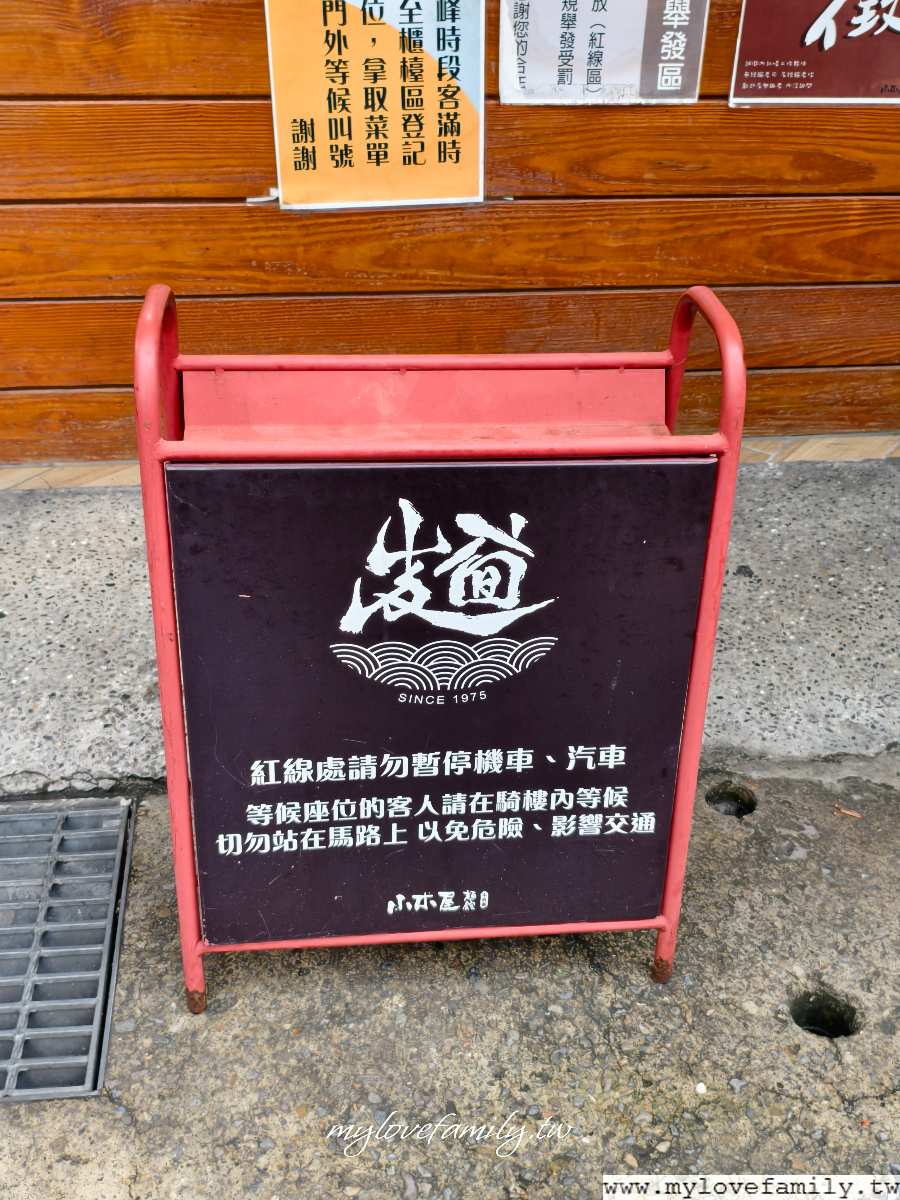 峰時段客滿時
至櫃檯區登記
位，拿取菜單
門外等候叫號
謝謝
舉發區
放（紅線區）
規舉發受罰
謝您的合
徵
麵
SINCE 1975
紅線處請勿暫停機車、汽車
等候座位的客人請在騎樓內等候
切勿站在馬路上 以免危險、影響交通
小木屋
mylovefamily.tw
www.mylovefamily.tw